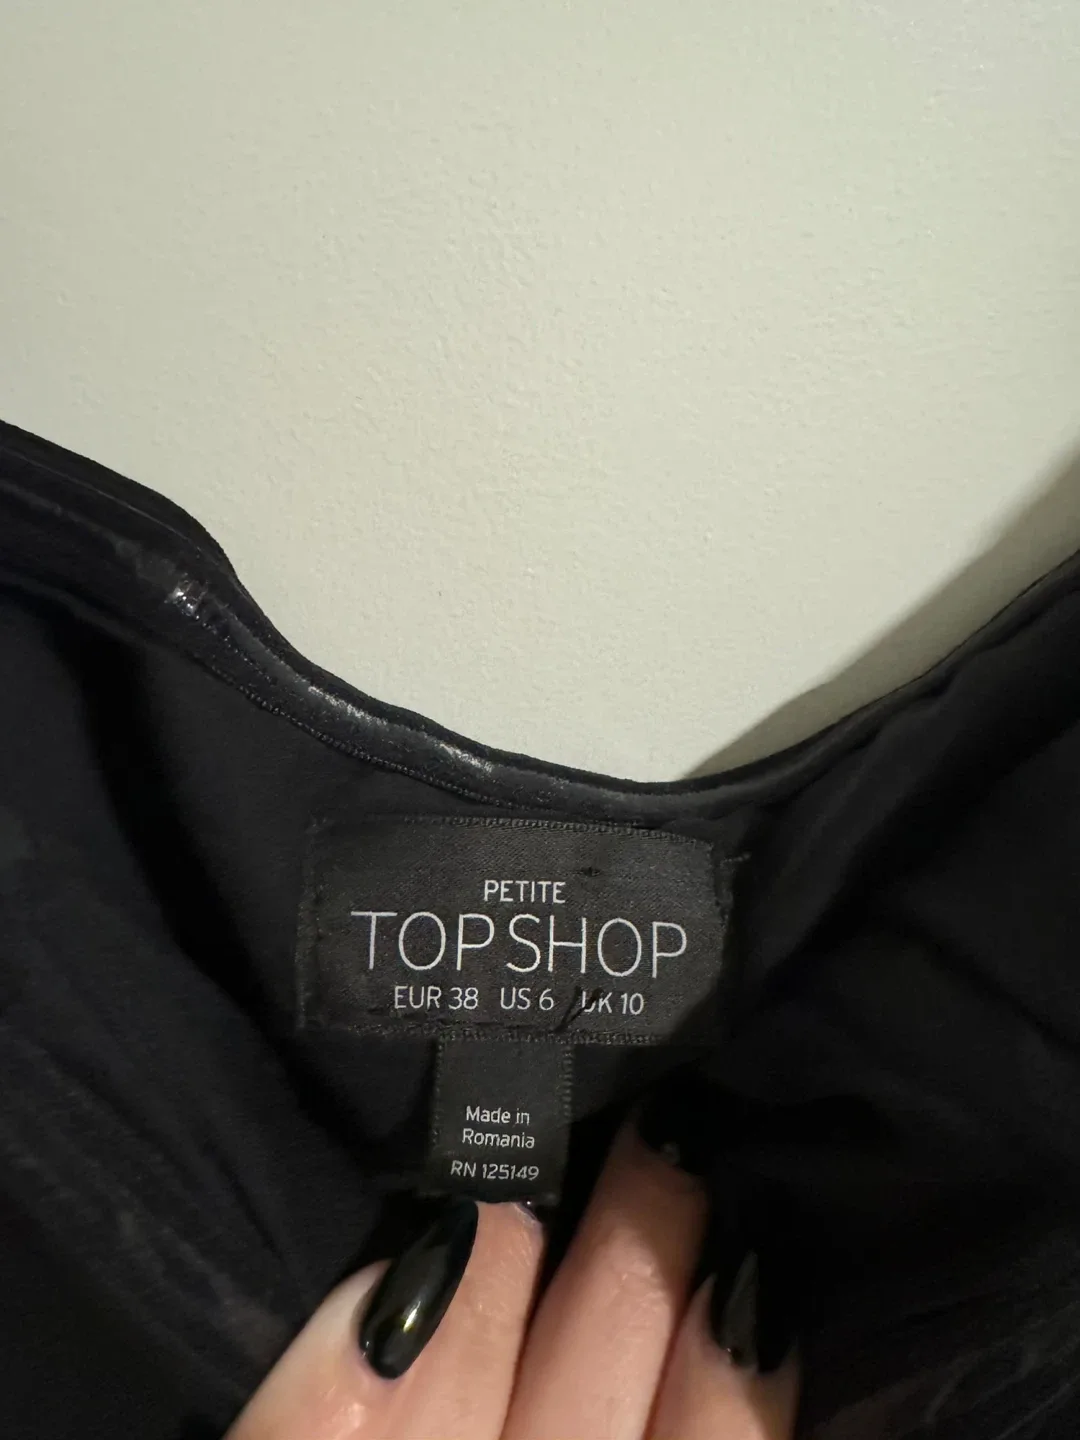 PETITE
TOPSHOP
EUR 38 US 6 UK 10
Made in
Romania
RN 125149